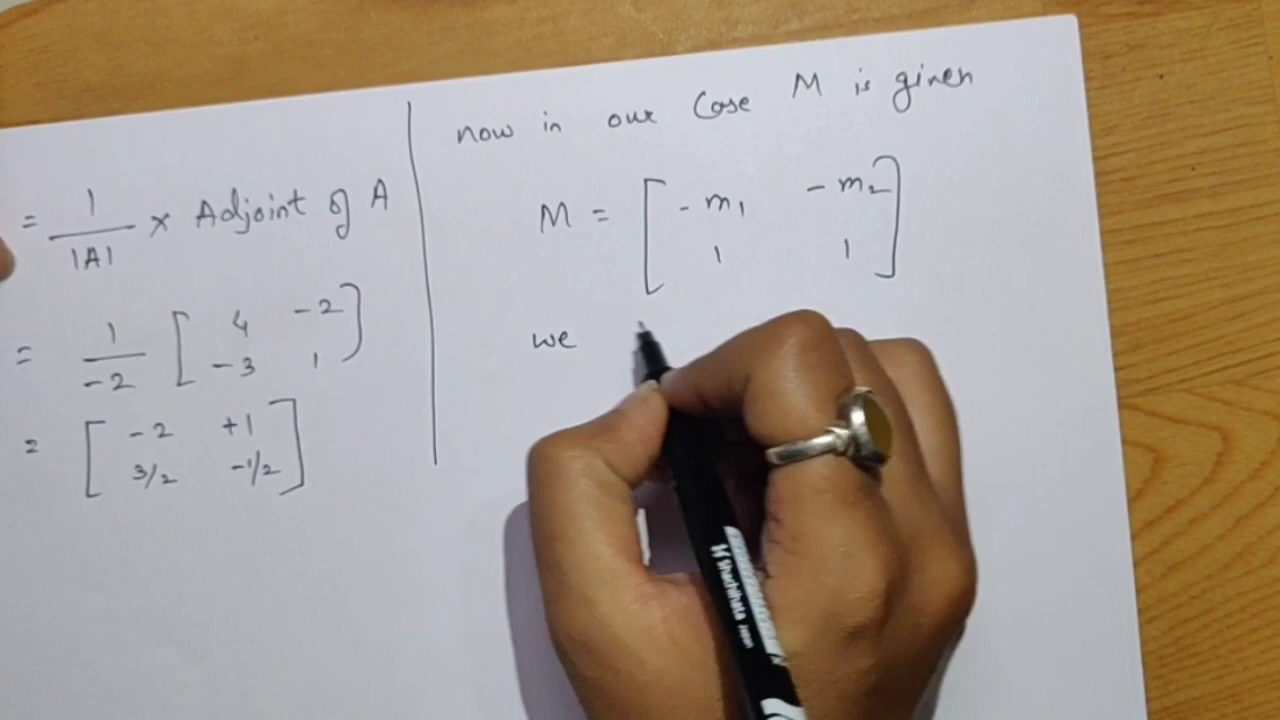 = 1/|A| × Adjoint of A
= 1/-2 [ 4 -2
-3 1 ]
= [ -2 +1
3/2 -1/2 ]
now in our Case M is given
M = [ -m₁ -m₂
1 1 ]
we
Shachihata